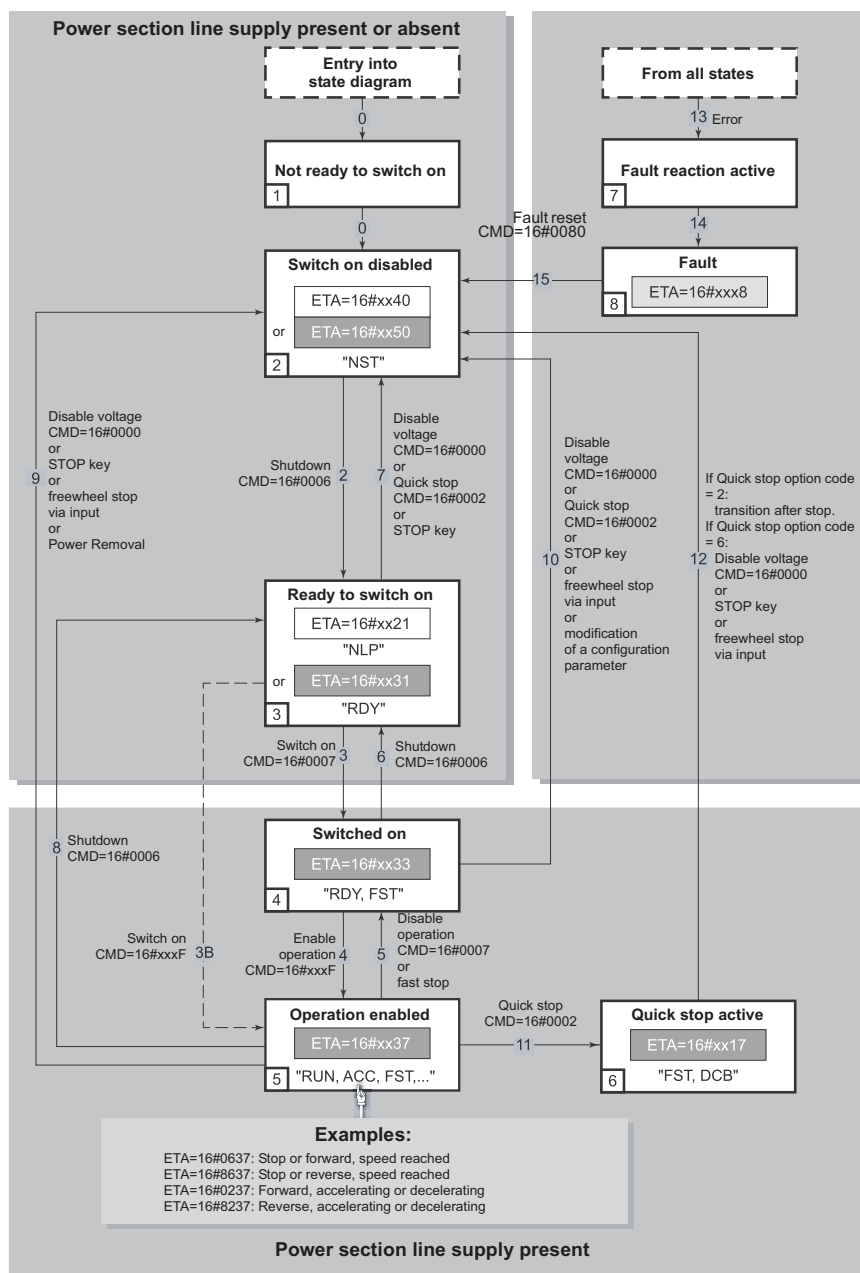 Power section line supply present or absent
Entry into
state diagram
0
Not ready to switch on
1
0
From all states
13 Error
Fault reaction active
7
14
Fault reset
CMD=16#0080
15
Fault
ETA=16#xxx8
8
Switch on disabled
ETA=16#xx40
or
ETA=16#xx50
2
"NST"
9
Disable voltage
CMD=16#0000
or
STOP key
or
freewheel stop
via input
or
Power Removal
Shutdown
CMD=16#0006
2
7
Disable
voltage
CMD=16#0000
or
Quick stop
CMD=16#0002
or
STOP key
10
Disable
voltage
CMD=16#0000
or
Quick stop
CMD=16#0002
or
STOP key
or
freewheel stop
via input
or
modification
of a configuration
parameter
12
If Quick stop option code
= 2:
transition after stop.
If Quick stop option code
= 6:
Disable voltage
CMD=16#0000
or
STOP key
or
freewheel stop
via input
Ready to switch on
ETA=16#xx21
"NLP"
or
ETA=16#xx31
3
"RDY"
Switch on
CMD=16#0007
3
6
Shutdown
CMD=16#0006
Switched on
ETA=16#xx33
4
"RDY, FST"
8
Shutdown
CMD=16#0006
Switch on
CMD=16#xxxF
3B
Enable
operation
CMD=16#xxxF
4
5
Disable
operation
CMD=16#0007
or
fast stop
Operation enabled
ETA=16#xx37
5
"RUN, ACC, FST,..."
Quick stop
CMD=16#0002
11
Quick stop active
ETA=16#xx17
6
"FST, DCB"
Examples:
ETA=16#0637: Stop or forward, speed reached
ETA=16#8637: Stop or reverse, speed reached
ETA=16#0237: Forward, accelerating or decelerating
ETA=16#8237: Reverse, accelerating or decelerating
Power section line supply present